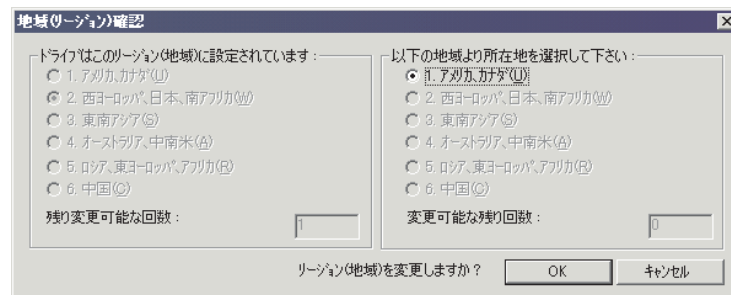 地域(リージョン)確認
ドライブはこのリージョン(地域)に設定されています：
1. アメリカ、カナダ(U)
2. 西ヨーロッパ、日本、南アフリカ(W)
3. 東南アジア(S)
4. オーストラリア、中南米(A)
5. ロシア、東ヨーロッパ、アフリカ(R)
6. 中国(C)
残り変更可能な回数：
1
以下の地域より所在地を選択して下さい：
1. アメリカ、カナダ(U)
2. 西ヨーロッパ、日本、南アフリカ(W)
3. 東南アジア(S)
4. オーストラリア、中南米(A)
5. ロシア、東ヨーロッパ、アフリカ(R)
6. 中国(C)
変更可能な残り回数：
0
リージョン(地域)を変更しますか？
OK
キャンセル